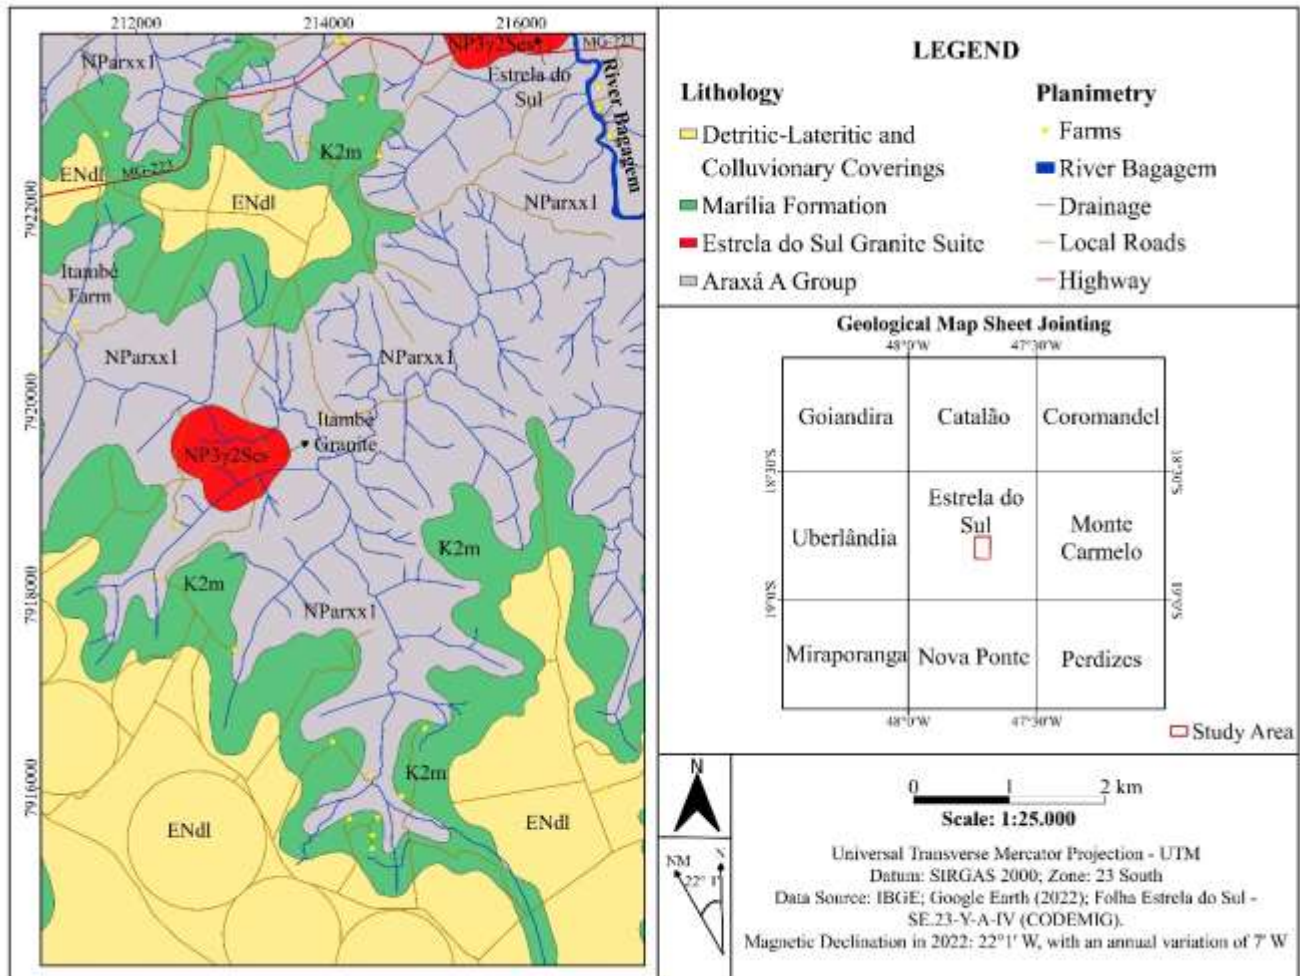 212000
214000
216000
7922000
7920000
7918000
7916000
NParxx1
NP3γ2Ses
MG-223
Estrela do
Sul
River Bagagem
K2m
ENdl
MG-223
ENdl
NParxx1
Itambé
Farm
NParxx1
NParxx1
Itambé
Granite
NP3γ2Ses
K2m
K2m
NParxx1
K2m
ENdl
ENdl
LEGEND
Lithology
Detritic-Lateritic and
Colluvionary Coverings
Marília Formation
Estrela do Sul Granite Suite
Araxá A Group
Planimetry
Farms
River Bagagem
Drainage
Local Roads
Highway
Geological Map Sheet Jointing
48°0'W
47°30'W
Goiandira
Catalão
Coromandel
18°30'S
18°30'S
Uberlândia
Estrela do
Sul
Monte
Carmelo
19°0'S
19°0'S
Miraporanga
Nova Ponte
Perdizes
48°0'W
47°30'W
Study Area
N
NM
N
22° 1'
0 1 2 km
Scale: 1:25.000
Universal Transverse Mercator Projection - UTM
Datum: SIRGAS 2000; Zone: 23 South
Data Source: IBGE; Google Earth (2022); Folha Estrela do Sul -
SE.23-Y-A-IV (CODEMIG).
Magnetic Declination in 2022: 22°1' W, with an annual variation of 7' W